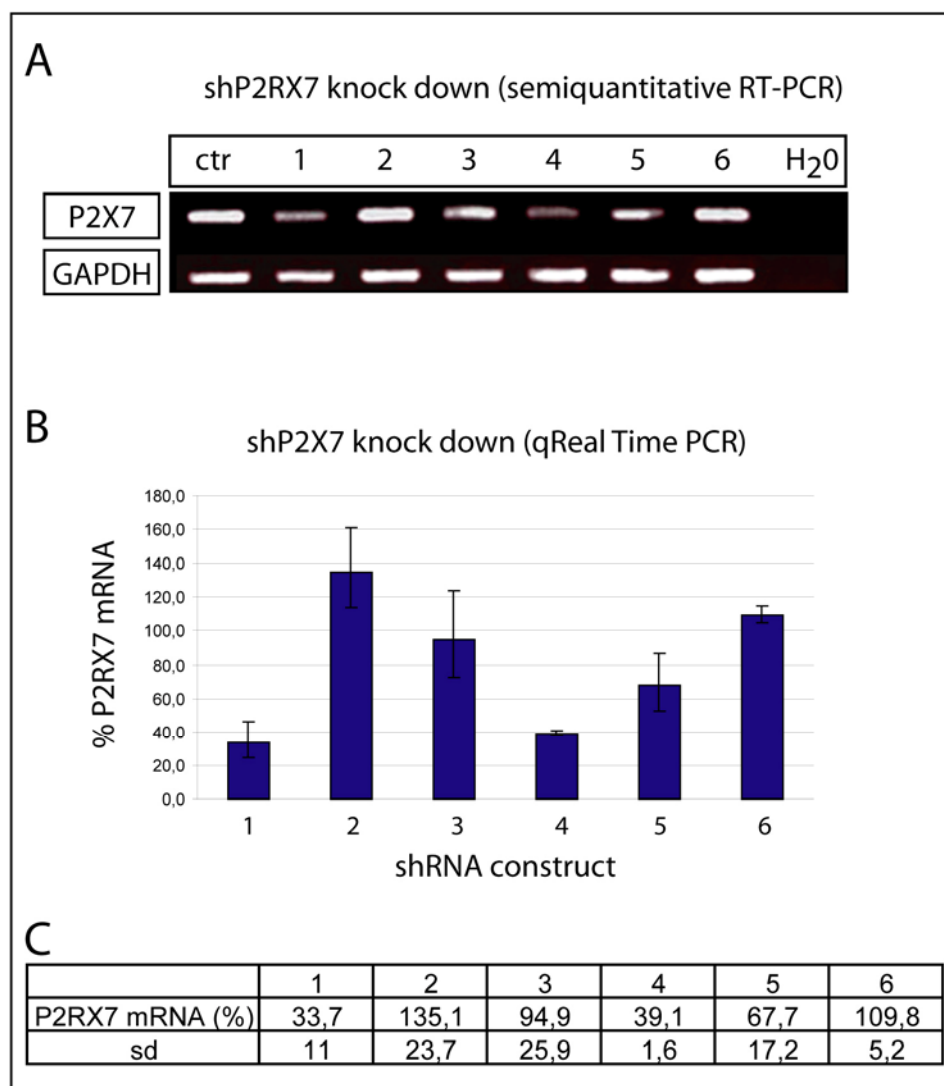 A
shP2RX7 knock down (semiquantitative RT-PCR)
ctr 1 2 3 4 5 6 H20
P2X7
GAPDH
B
shP2X7 knock down (qReal Time PCR)
% P2RX7 mRNA
180,0
160,0
140,0
120,0
100,0
80,0
60,0
40,0
20,0
0,0
1 2 3 4 5 6
shRNA construct
C
1 2 3 4 5 6
P2RX7 mRNA (%) 33,7 135,1 94,9 39,1 67,7 109,8
sd 11 23,7 25,9 1,6 17,2 5,2